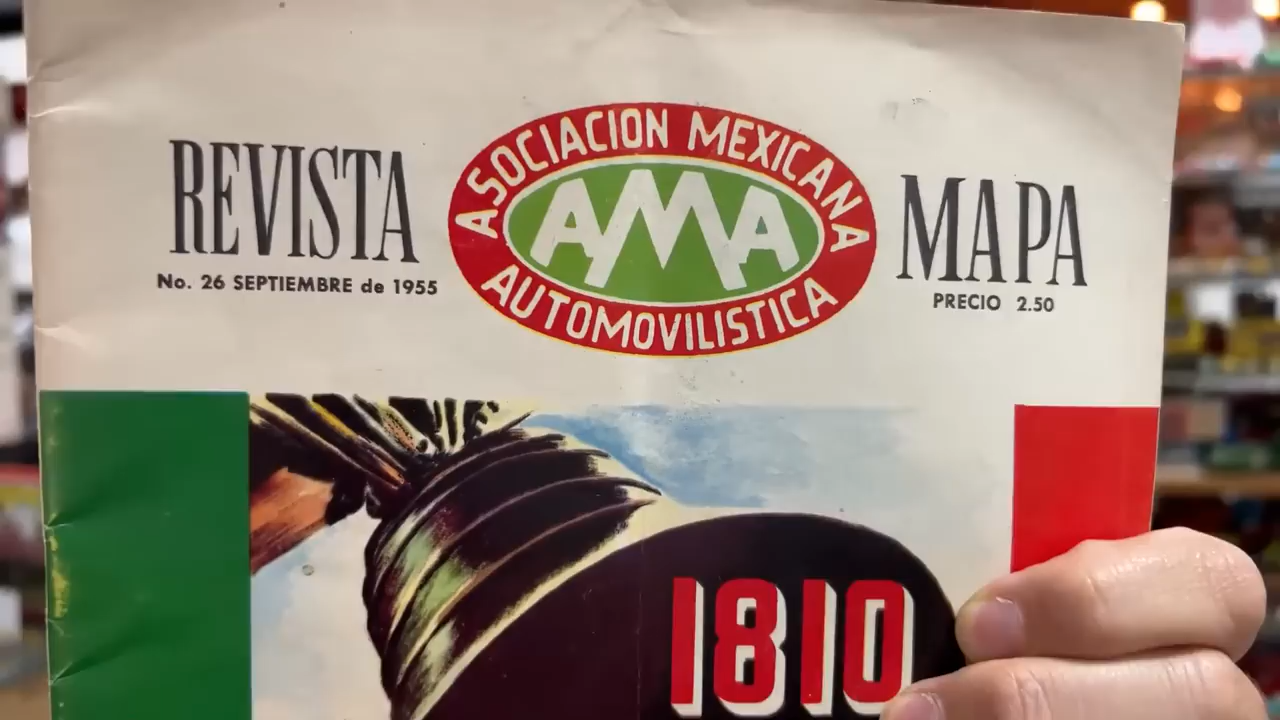 REVISTA
No. 26 SEPTIEMBRE de 1955
ASOCIACION MEXICANA
AMA
AUTOMOVILISTICA
MAPA
PRECIO 2.50
1810